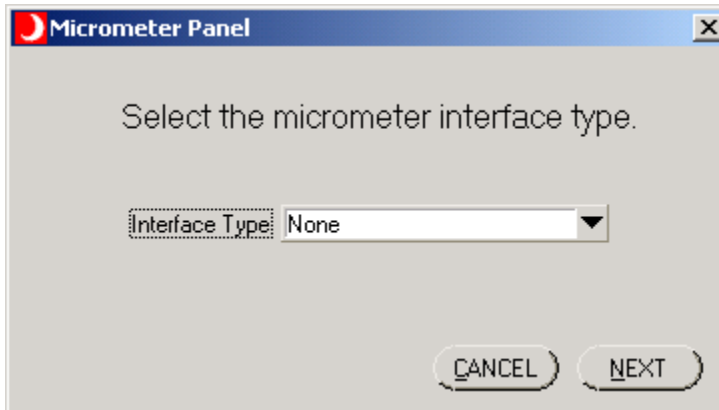 Micrometer Panel
Select the micrometer interface type.
Interface Type None
CANCEL NEXT